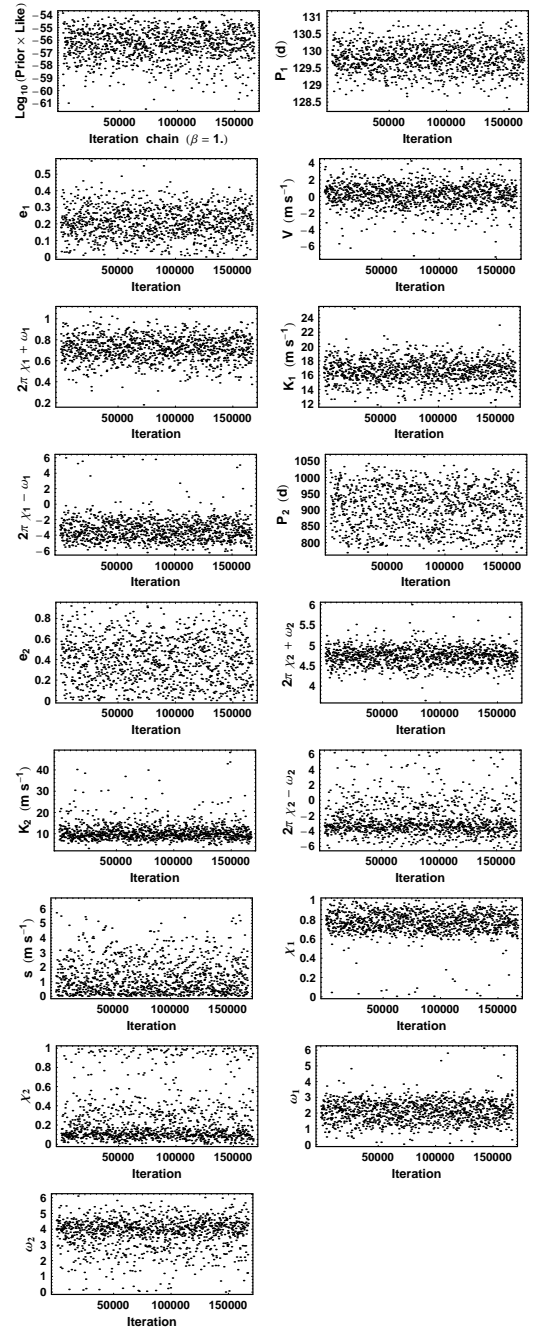 Log10 (Prior × Like)
−54
−55
−56
−57
−58
−59
−60
−61
50000 100000 150000
Iteration chain (β = 1.)
P1 (d)
131
130.5
130
129.5
129
128.5
50000 100000 150000
Iteration
e1
0.5
0.4
0.3
0.2
0.1
0
50000 100000 150000
Iteration
V (m s−1)
4
2
0
−2
−4
−6
50000 100000 150000
Iteration
2π χ1 + ω1
1
0.8
0.6
0.4
0.2
50000 100000 150000
Iteration
K1 (m s−1)
24
22
20
18
16
14
12
50000 100000 150000
Iteration
2π χ1 − ω1
6
4
2
0
−2
−4
−6
50000 100000 150000
Iteration
P2 (d)
1050
1000
950
900
850
800
50000 100000 150000
Iteration
e2
0.8
0.6
0.4
0.2
0
50000 100000 150000
Iteration
2π χ2 + ω2
6
5.5
5
4.5
4
50000 100000 150000
Iteration
K2 (m s−1)
40
30
20
10
50000 100000 150000
Iteration
2π χ2 − ω2
6
4
2
0
−2
−4
−6
50000 100000 150000
Iteration
s (m s−1)
6
5
4
3
2
1
0
50000 100000 150000
Iteration
χ1
1
0.8
0.6
0.4
0.2
0
50000 100000 150000
Iteration
χ2
1
0.8
0.6
0.4
0.2
0
50000 100000 150000
Iteration
ω1
6
5
4
3
2
1
0
50000 100000 150000
Iteration
ω2
6
5
4
3
2
1
0
50000 100000 150000
Iteration